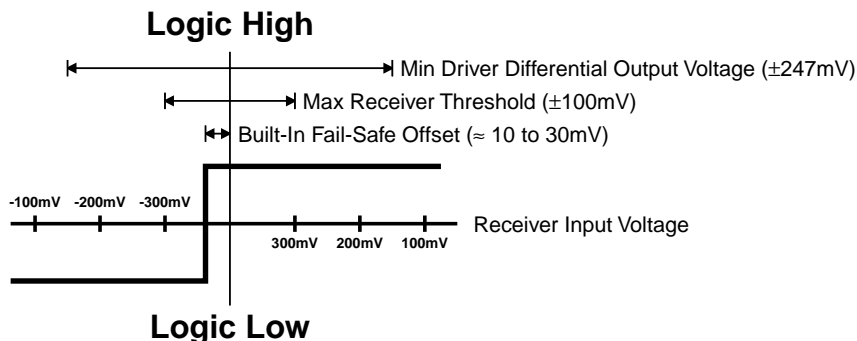 Logic High
Min Driver Differential Output Voltage (±247mV)
Max Receiver Threshold (±100mV)
Built-In Fail-Safe Offset (≈ 10 to 30mV)
-100mV -200mV -300mV
Receiver Input Voltage
300mV 200mV 100mV
Logic Low